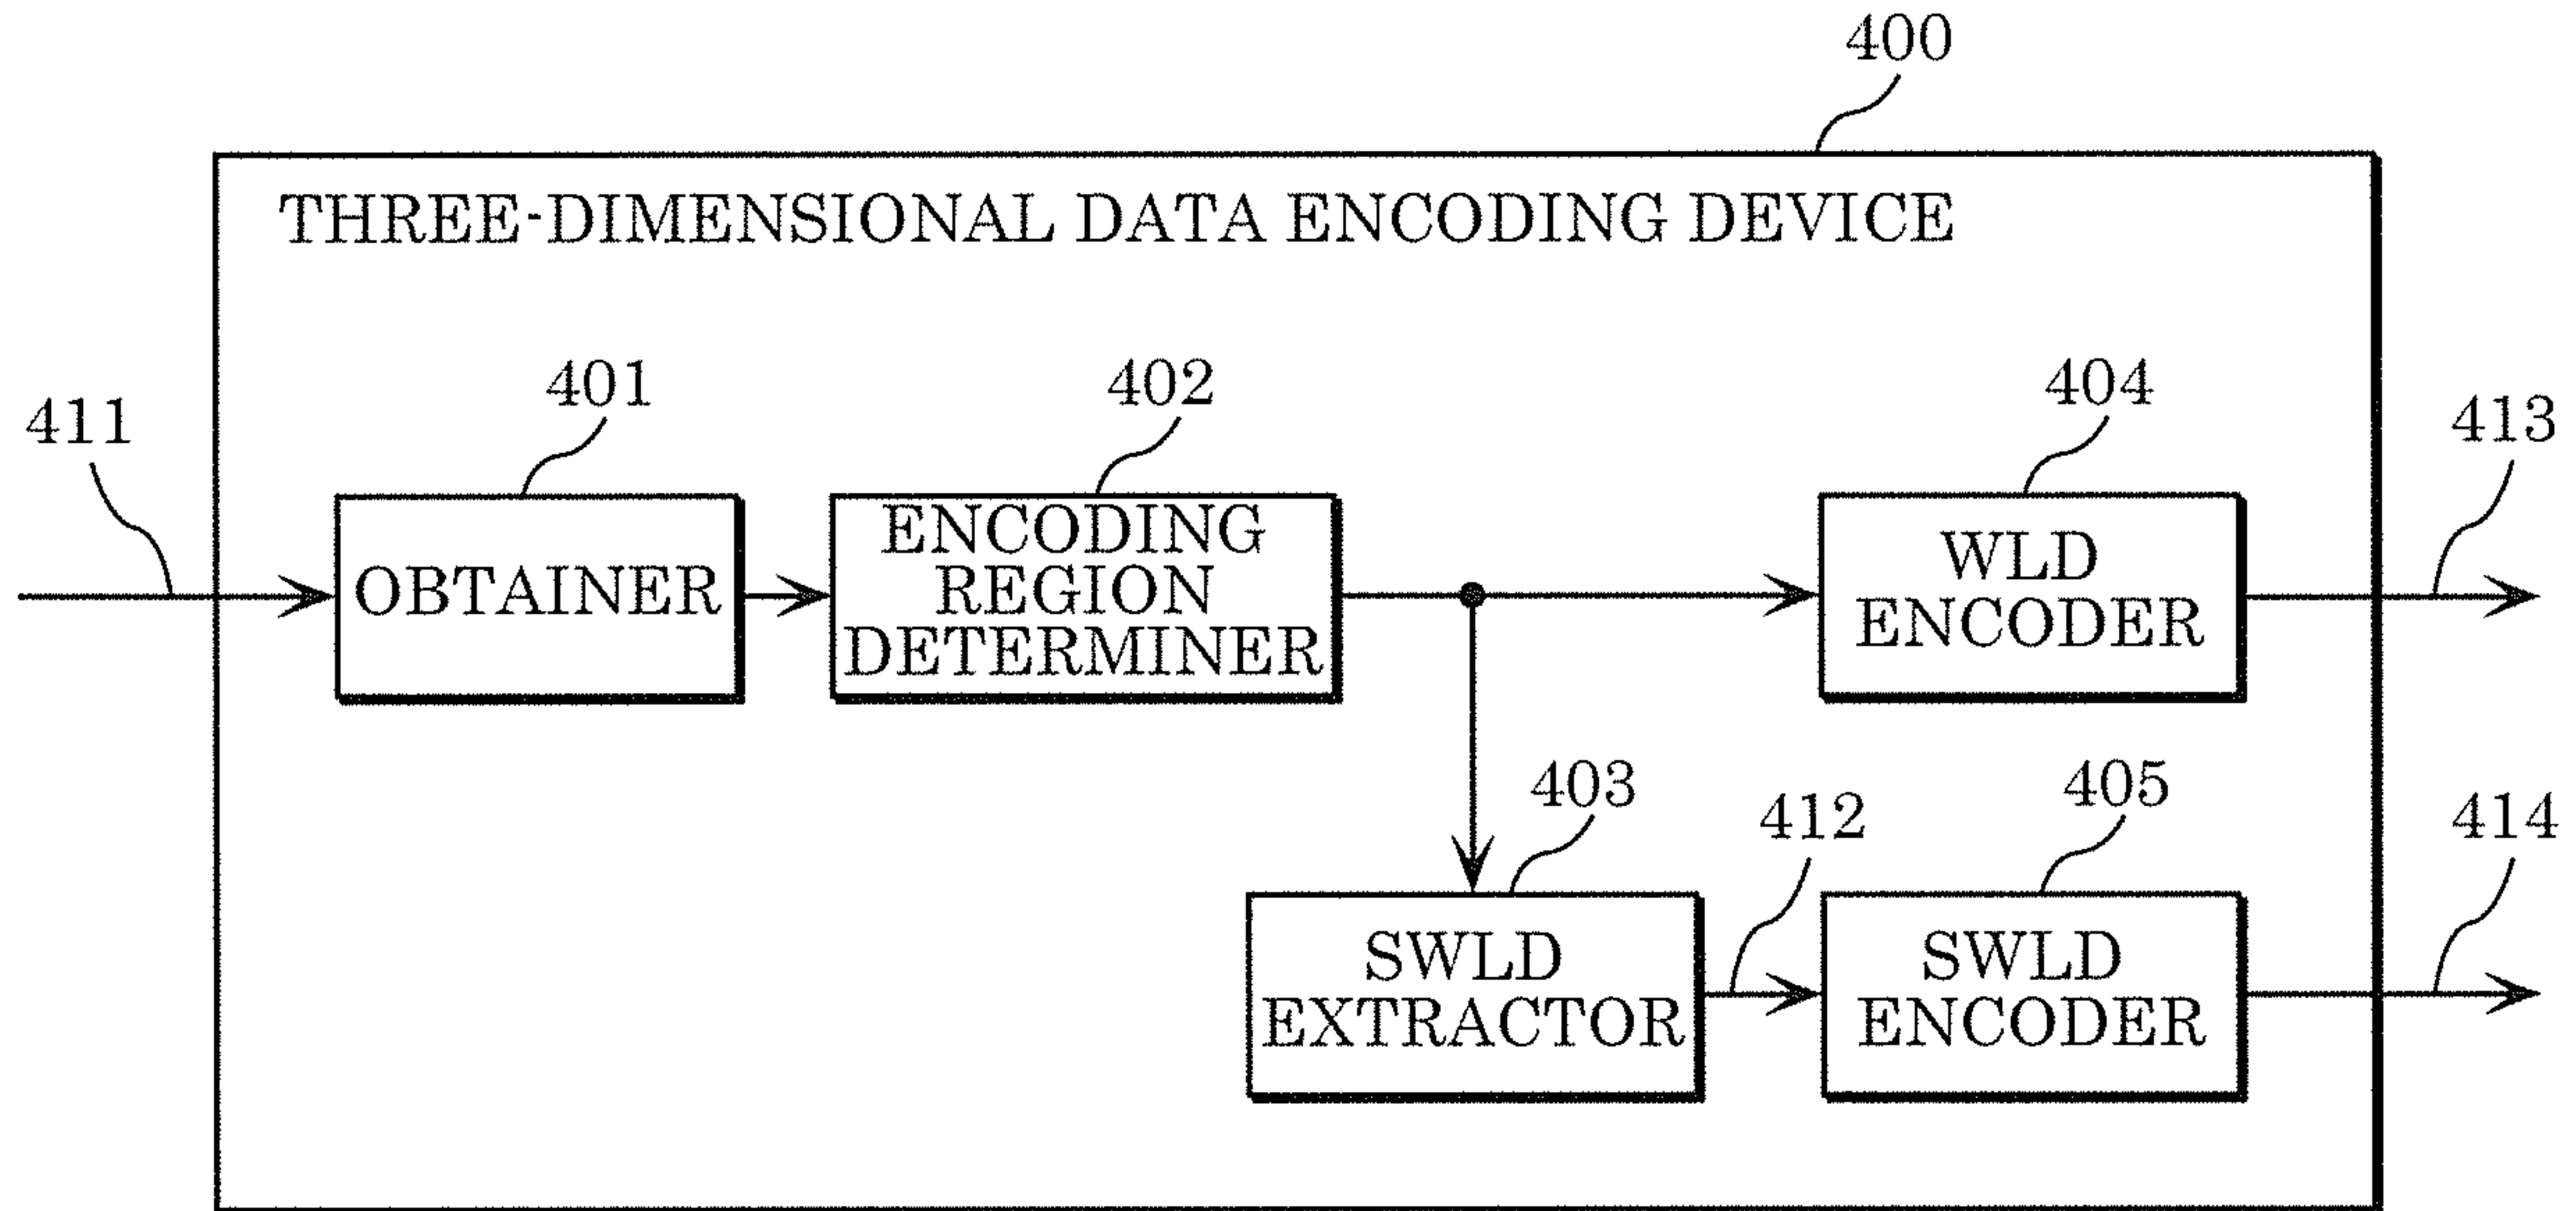 400
THREE-DIMENSIONAL DATA ENCODING DEVICE
411
401
402
404
413
OBTAINER
ENCODING
REGION
DETERMINER
WLD
ENCODER
403
412
405
414
SWLD
EXTRACTOR
SWLD
ENCODER